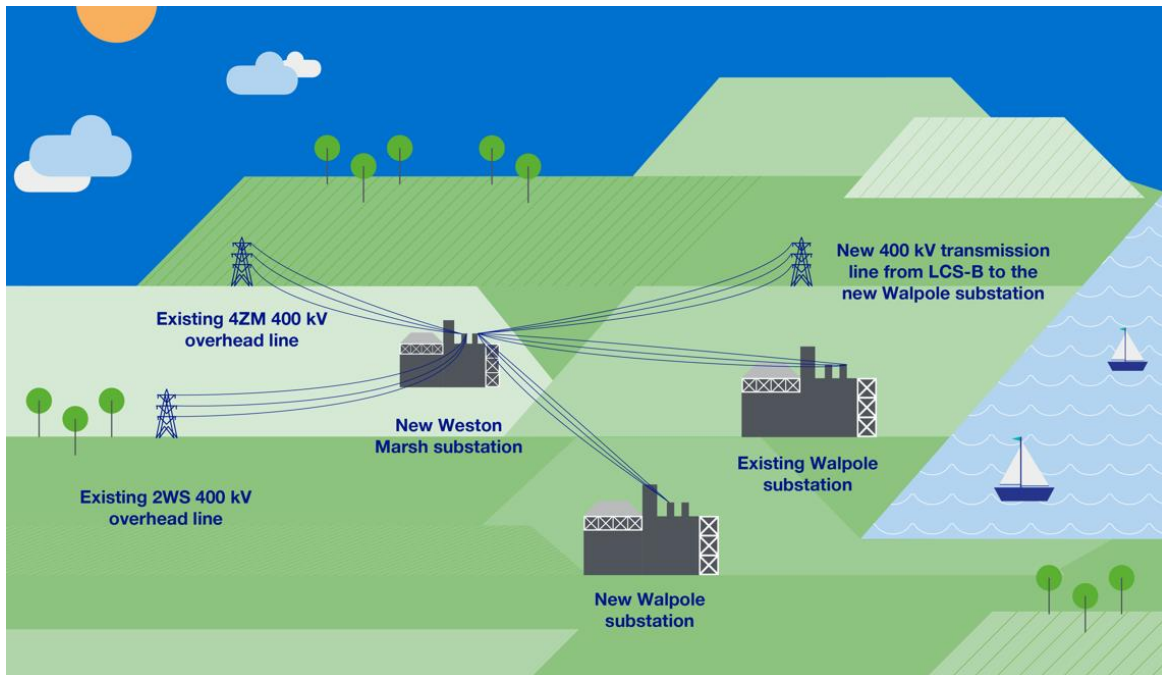 New 400 kV transmission
line from LCS-B to the
new Walpole substation
Existing 4ZM 400 kV
overhead line
New Weston
Marsh substation
Existing Walpole
substation
Existing 2WS 400 kV
overhead line
New Walpole
substation